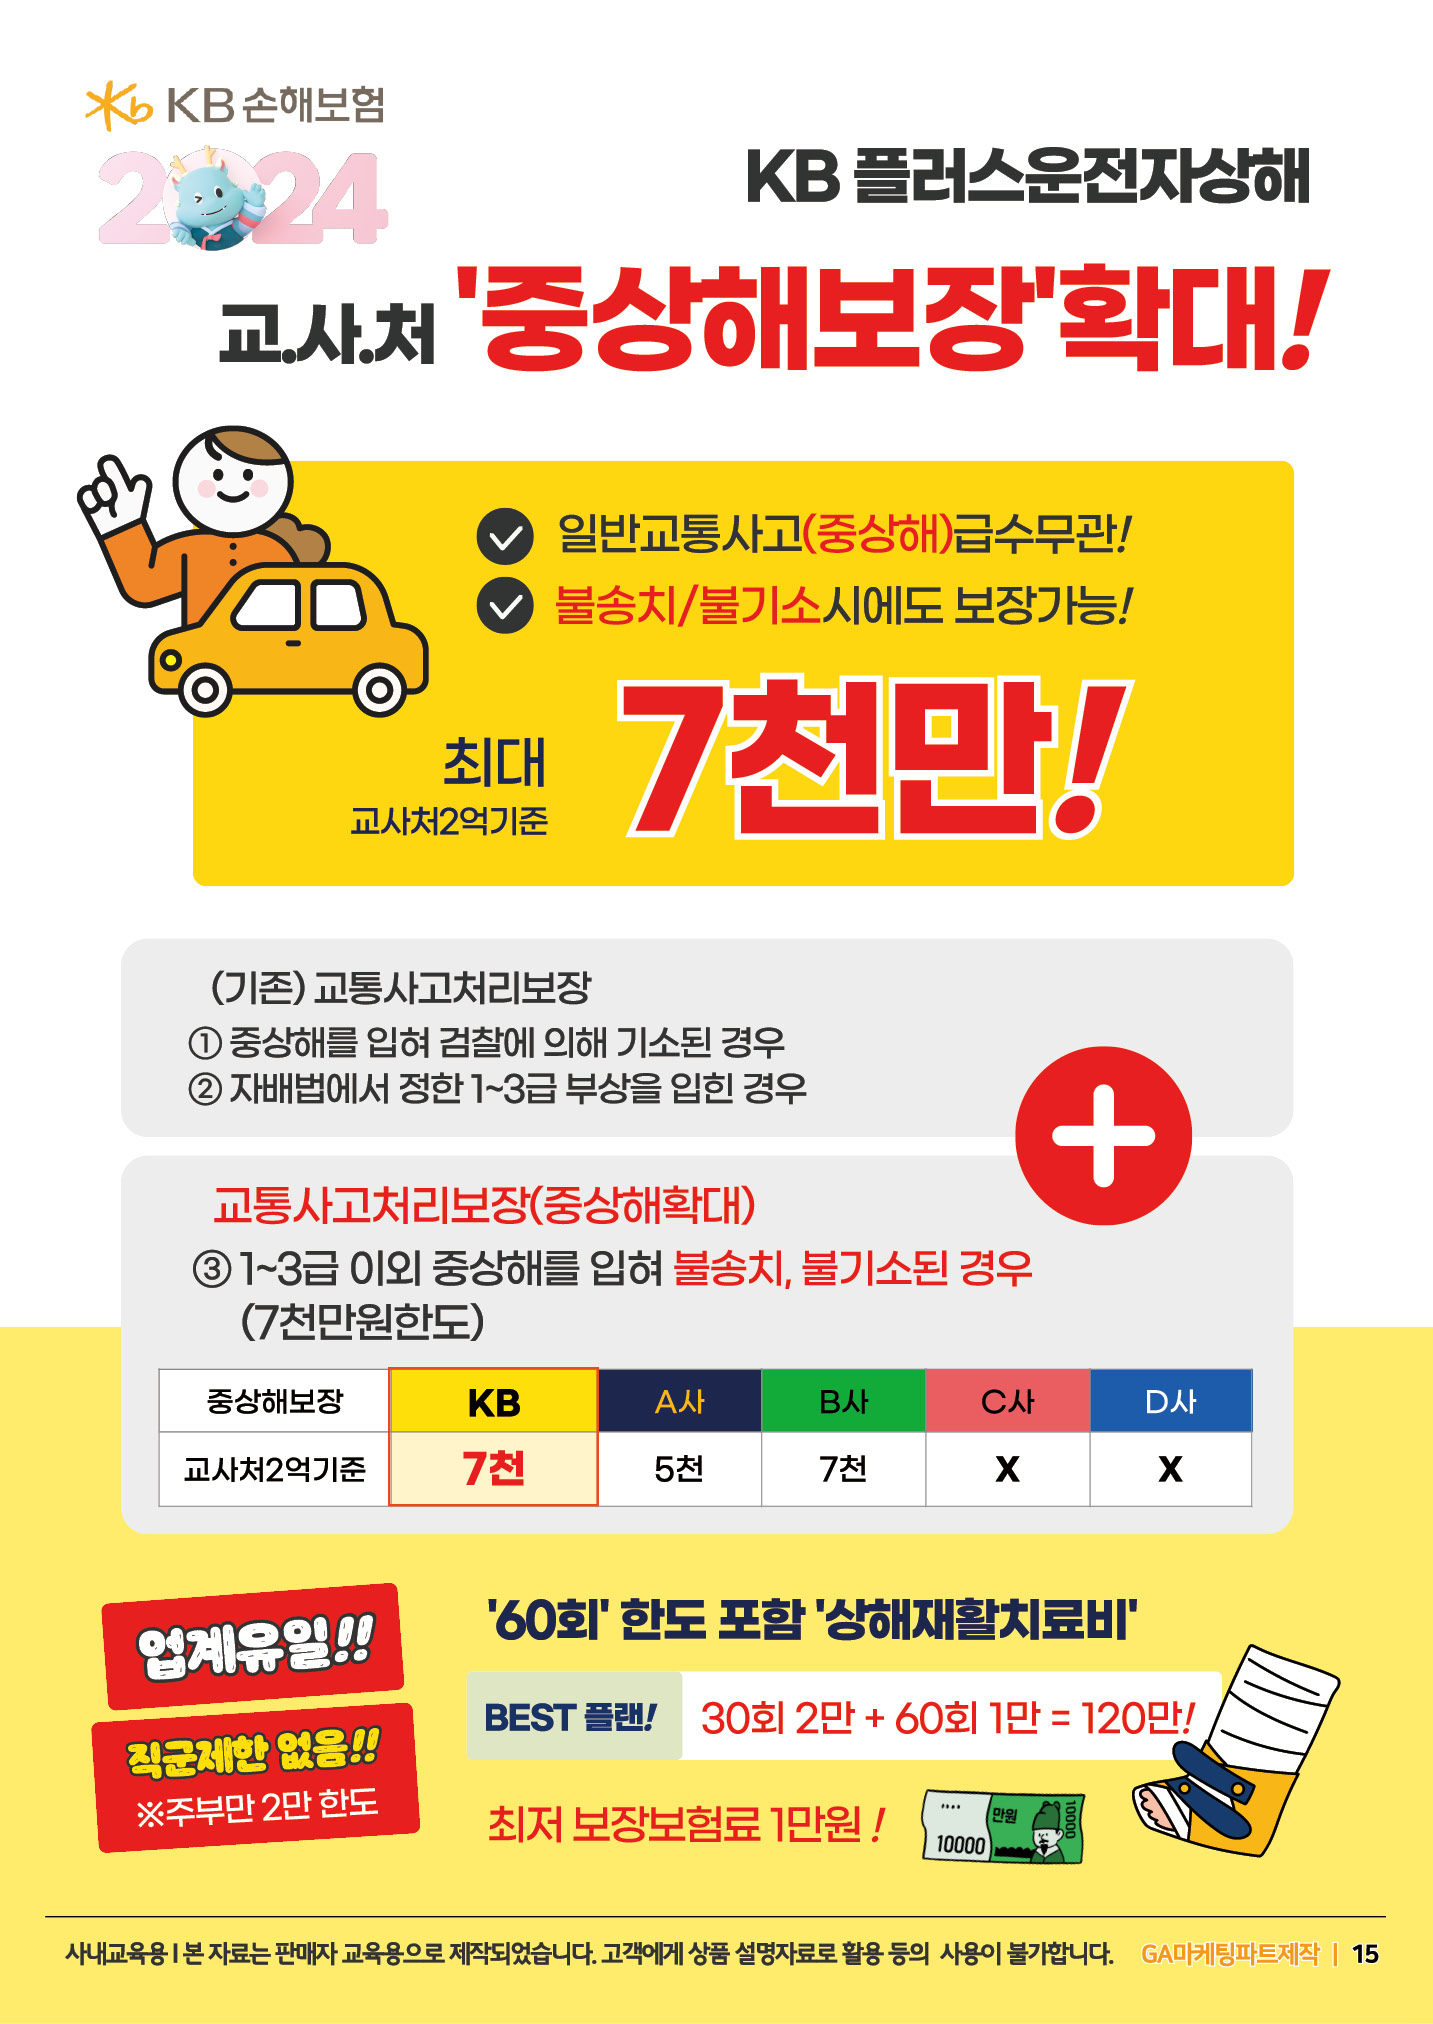 KB 손해보험
2024
KB 플러스운전자상해
교.사.처 '중상해보장'확대!
일반교통사고(중상해)급수무관!
불송치/불기소시에도 보장가능!
최대 7천만!
교사처2억기준
(기존) 교통사고처리보장
① 중상해를 입혀 검찰에 의해 기소된 경우
② 자배법에서 정한 1~3급 부상을 입힌 경우
교통사고처리보장(중상해확대)
③ 1~3급 이외 중상해를 입혀 불송치, 불기소된 경우
(7천만원한도)
중상해보장 KB A사 B사 C사 D사
교사처2억기준 7천 5천 7천 X X
업계유일!!
직군제한 없음!!
※주부만 2만 한도
'60회' 한도 포함 '상해재활치료비'
BEST 플랜! 30회 2만 + 60회 1만 = 120만!
최저 보장보험료 1만원 !
만원
10000
10000
사내교육용 I 본 자료는 판매자 교육용으로 제작되었습니다. 고객에게 상품 설명자료로 활용 등의 사용이 불가합니다. GA마케팅파트제작 | 15